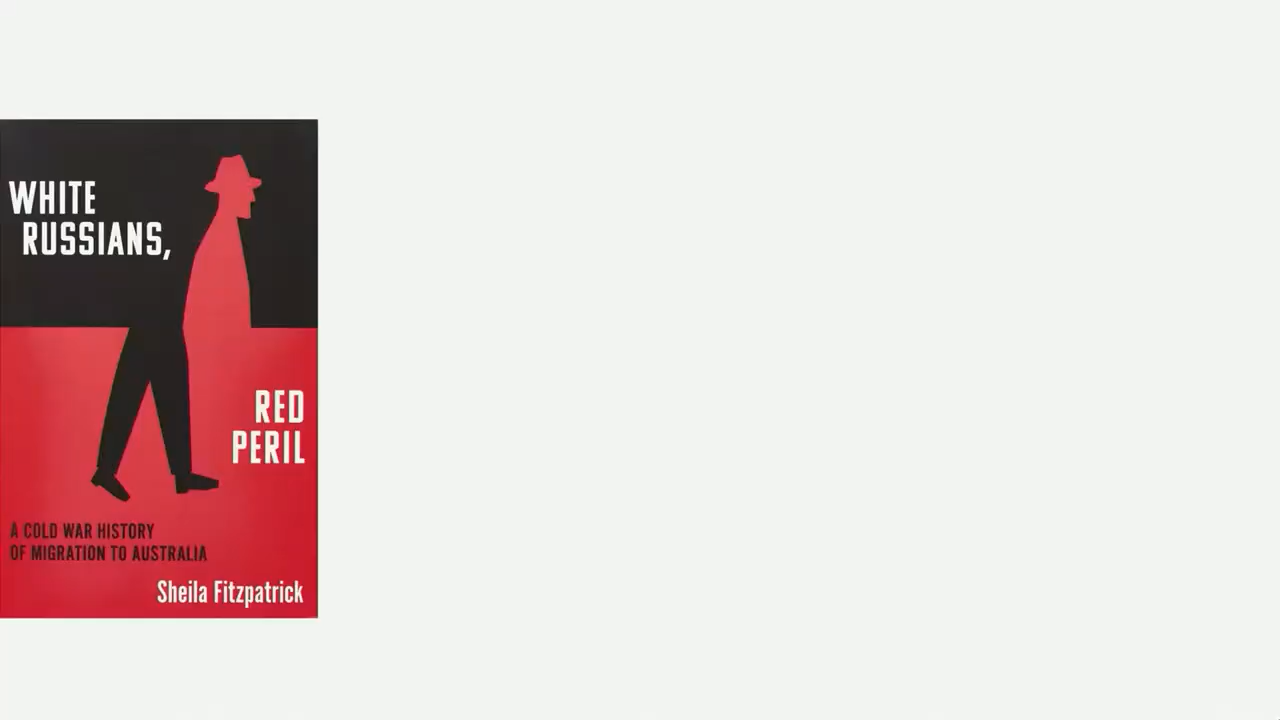 WHITE
RUSSIANS,
RED
PERIL
A COLD WAR HISTORY
OF MIGRATION TO AUSTRALIA
Sheila Fitzpatrick